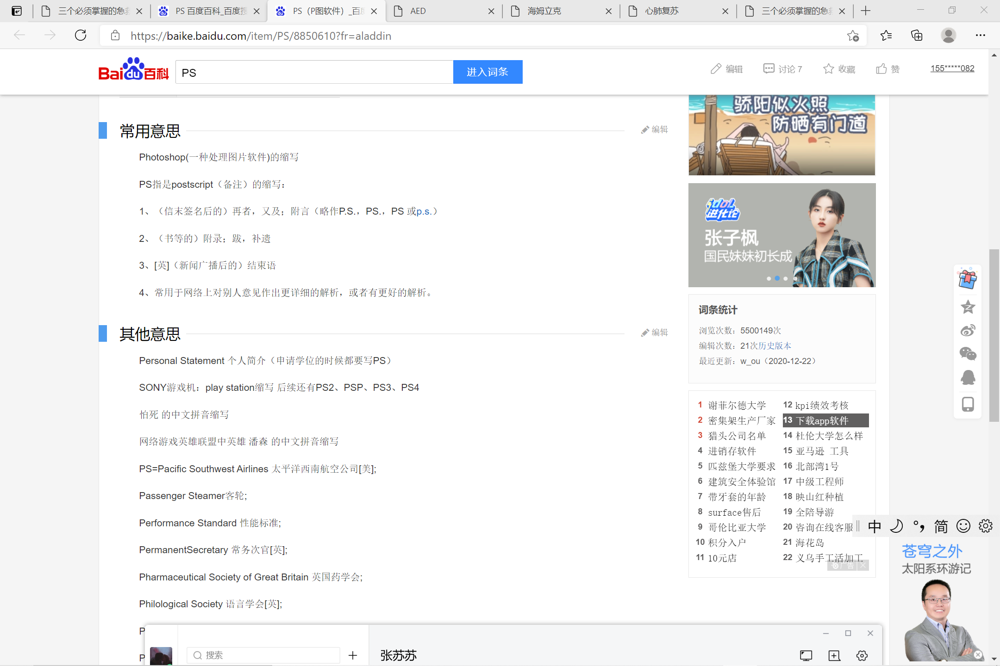 三个必须掌握的急
PS 百度百科_百度搜
PS（P图软件）_百度
AED
海姆立克
心肺复苏
三个必须掌握的急
https://baike.baidu.com/item/PS/8850610?fr=aladdin
Baidu百科
PS
进入词条
编辑
讨论 7
收藏
赞
155*****082
常用意思
编辑
Photoshop(一种处理图片软件)的缩写
PS指是postscript（备注）的缩写：
1、（信末签名后的）再者，又及；附言（略作P.S.，PS.，PS 或p.s.）
2、（书等的）附录；跋，补遗
3、[英]（新闻广播后的）结束语
4、常用于网络上对别人意见作出更详细的解析，或者有更好的解析。
其他意思
编辑
Personal Statement 个人简介（申请学位的时候都要写PS）
SONY游戏机：play station缩写 后续还有PS2、PSP、PS3、PS4
怕死 的中文拼音缩写
网络游戏英雄联盟中英雄 潘森 的中文拼音缩写
PS=Pacific Southwest Airlines 太平洋西南航空公司[美];
Passenger Steamer客轮;
Performance Standard 性能标准;
PermanentSecretary 常务次官[英];
Pharmaceutical Society of Great Britain 英国药学会;
Philological Society 语言学会[英];
P
P
骄阳似火照
防晒有门道
idol
进化论
张子枫
国民妹妹初长成
词条统计
浏览次数：5500149次
编辑次数：21次历史版本
最近更新：w_ou（2020-12-22）
1 谢菲尔德大学
2 密集架生产厂家
3 猎头公司名单
4 进销存软件
5 匹兹堡大学要求
6 建筑安全体验馆
7 带牙套的年龄
8 surface售后
9 哥伦比亚大学
10 积分入户
11 10元店
12 kpi绩效考核
13 下载app软件
14 杜伦大学怎么样
15 亚马逊 工具
16 北部湾1号
17 中级工程师
18 映山红种植
19 全陪导游
20 咨询在线客服
21 海花岛
22 义乌手工活加工
广告
中
简
苍穹之外
太阳系环游记
搜索
张苏苏